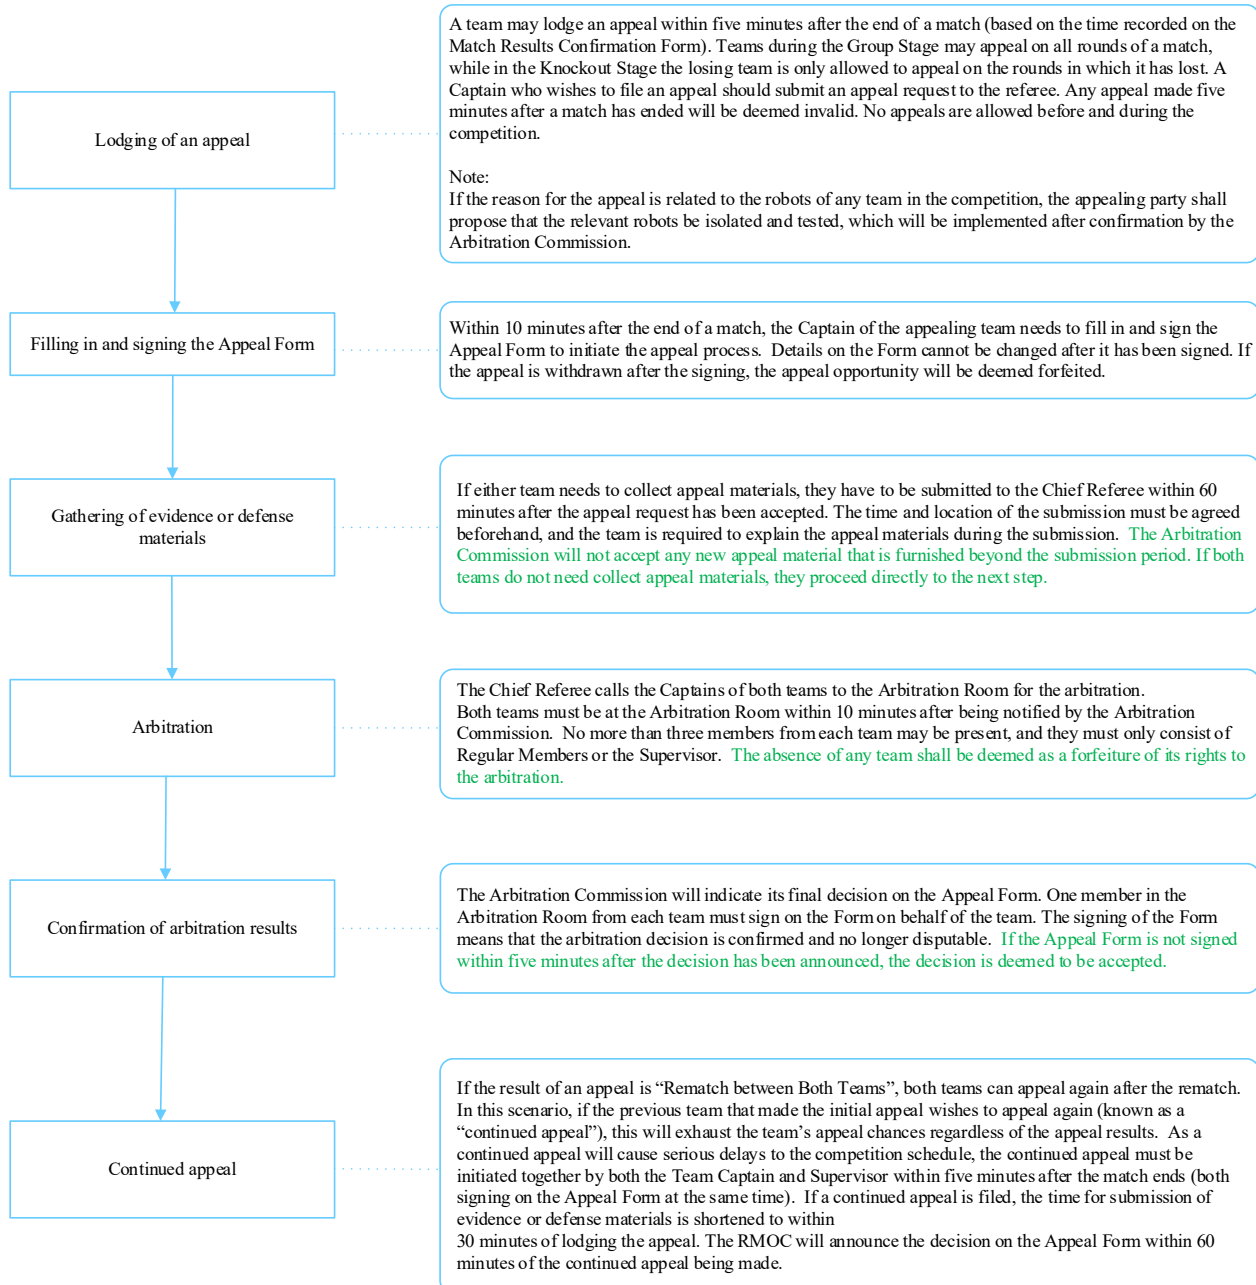 A team may lodge an appeal within five minutes after the end of a match (based on the time recorded on the
Match Results Confirmation Form). Teams during the Group Stage may appeal on all rounds of a match,
while in the Knockout Stage the losing team is only allowed to appeal on the rounds in which it has lost. A
Captain who wishes to file an appeal should submit an appeal request to the referee. Any appeal made five
minutes after a match has ended will be deemed invalid. No appeals are allowed before and during the
competition.
Note:
If the reason for the appeal is related to the robots of any team in the competition, the appealing party shall
propose that the relevant robots be isolated and tested, which will be implemented after confirmation by the
Arbitration Commission.
Lodging of an appeal
Filling in and signing the Appeal Form
Within 10 minutes after the end of a match, the Captain of the appealing team needs to fill in and sign the
Appeal Form to initiate the appeal process. Details on the Form cannot be changed after it has been signed. If
the appeal is withdrawn after the signing, the appeal opportunity will be deemed forfeited.
Gathering of evidence or defense
materials
If either team needs to collect appeal materials, they have to be submitted to the Chief Referee within 60
minutes after the appeal request has been accepted. The time and location of the submission must be agreed
beforehand, and the team is required to explain the appeal materials during the submission. The Arbitration
Commission will not accept any new appeal material that is furnished beyond the submission period. If both
teams do not need collect appeal materials, they proceed directly to the next step.
Arbitration
The Chief Referee calls the Captains of both teams to the Arbitration Room for the arbitration.
Both teams must be at the Arbitration Room within 10 minutes after being notified by the Arbitration
Commission. No more than three members from each team may be present, and they must only consist of
Regular Members or the Supervisor. The absence of any team shall be deemed as a forfeiture of its rights to
the arbitration.
Confirmation of arbitration results
The Arbitration Commission will indicate its final decision on the Appeal Form. One member in the
Arbitration Room from each team must sign on the Form on behalf of the team. The signing of the Form
means that the arbitration decision is confirmed and no longer disputable. If the Appeal Form is not signed
within five minutes after the decision has been announced, the decision is deemed to be accepted.
Continued appeal
If the result of an appeal is “Rematch between Both Teams”, both teams can appeal again after the rematch.
In this scenario, if the previous team that made the initial appeal wishes to appeal again (known as a
“continued appeal”), this will exhaust the team’s appeal chances regardless of the appeal results. As a
continued appeal will cause serious delays to the competition schedule, the continued appeal must be
initiated together by both the Team Captain and Supervisor within five minutes after the match ends (both
signing on the Appeal Form at the same time). If a continued appeal is filed, the time for submission of
evidence or defense materials is shortened to within
30 minutes of lodging the appeal. The RMOC will announce the decision on the Appeal Form within 60
minutes of the continued appeal being made.